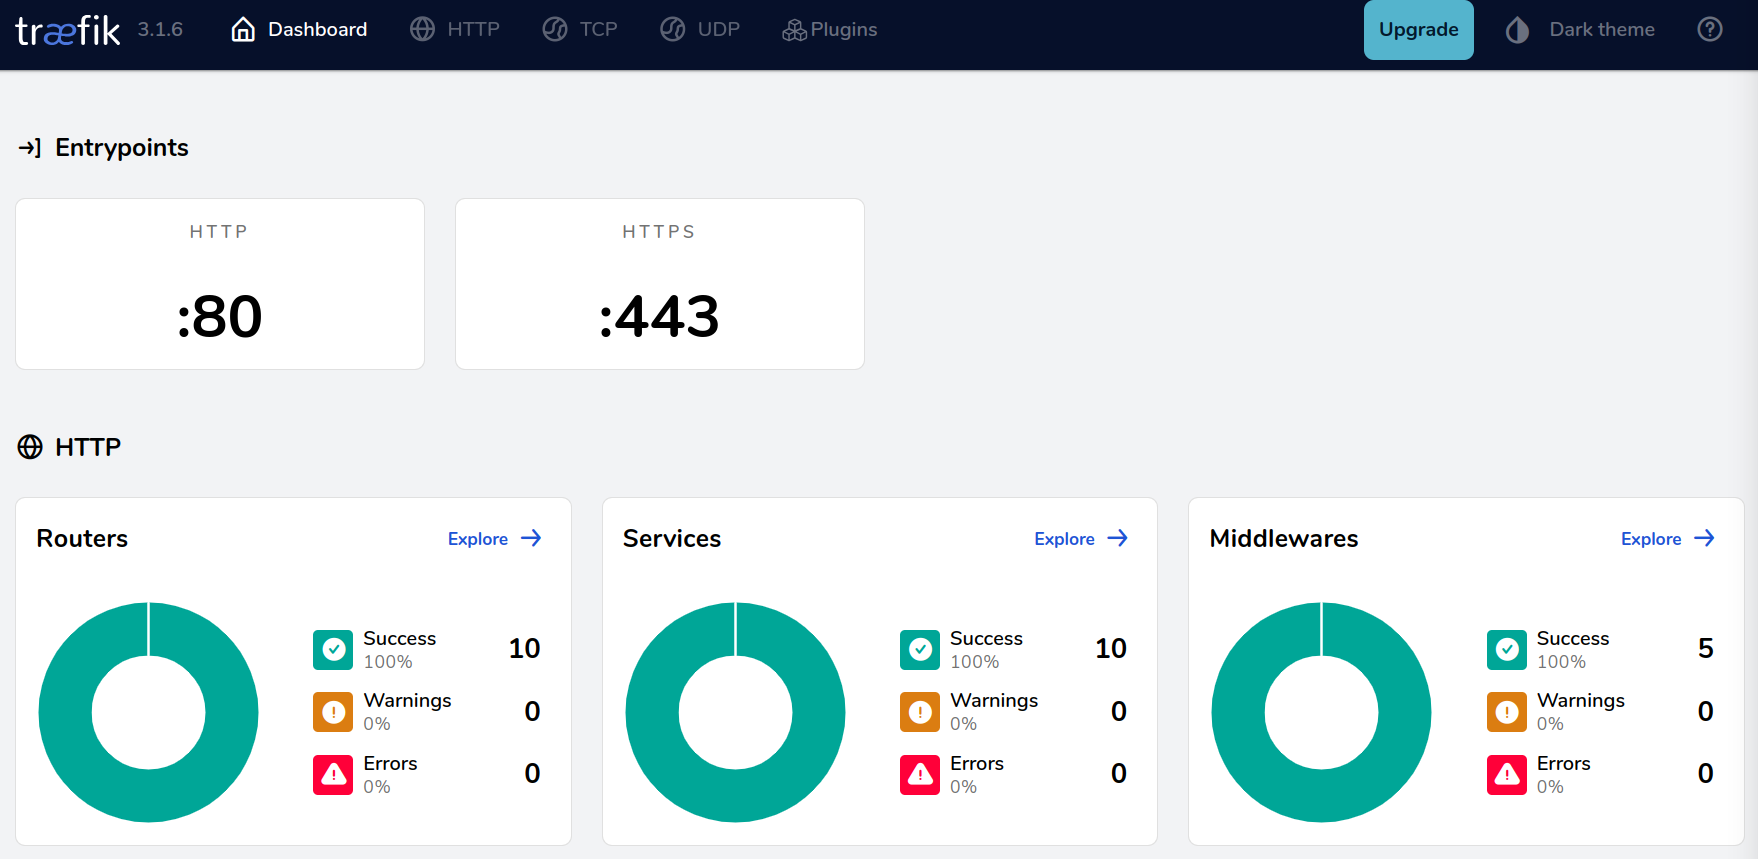 træfik 3.1.6 Dashboard HTTP TCP UDP Plugins Upgrade Dark theme
Entrypoints
HTTP HTTPS
:80 :443
HTTP
Routers Explore Services Explore Middlewares Explore
Success 10 Success 10 Success 5
100% 100% 100%
Warnings 0 Warnings 0 Warnings 0
0% 0% 0%
Errors 0 Errors 0 Errors 0
0% 0% 0%